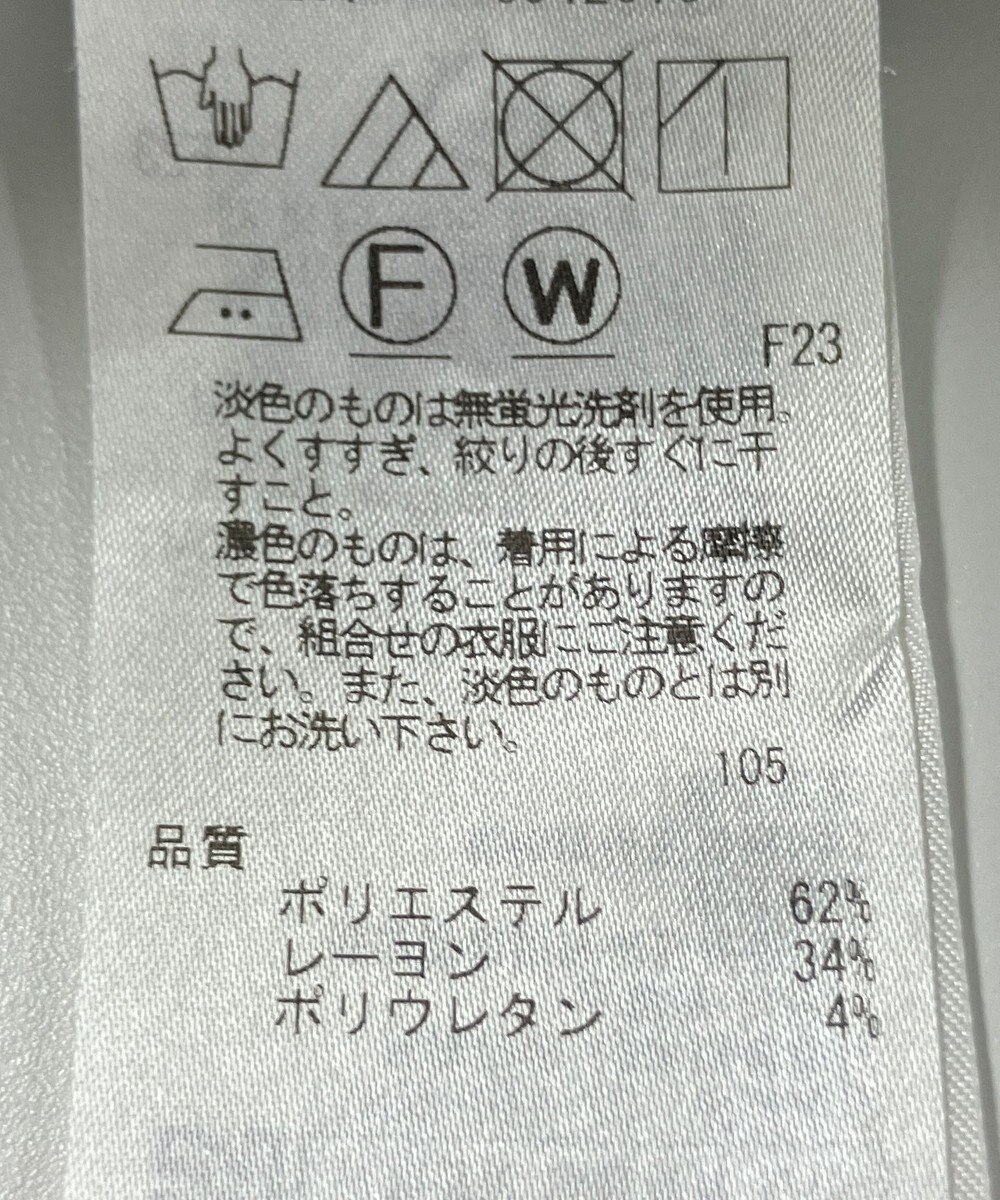 F
W
F23
淡色のものは無蛍光洗剤を使用。
よくすすぎ、絞りの後すぐに干
すこと。
濃色のものは、着用による摩擦
で色落ちすることがありますの
で、組合せの衣服にご注意くだ
さい。また、淡色のものとは別
にお洗い下さい。
105
品質
ポリエステル 62%
レーヨン 34%
ポリウレタン 4%